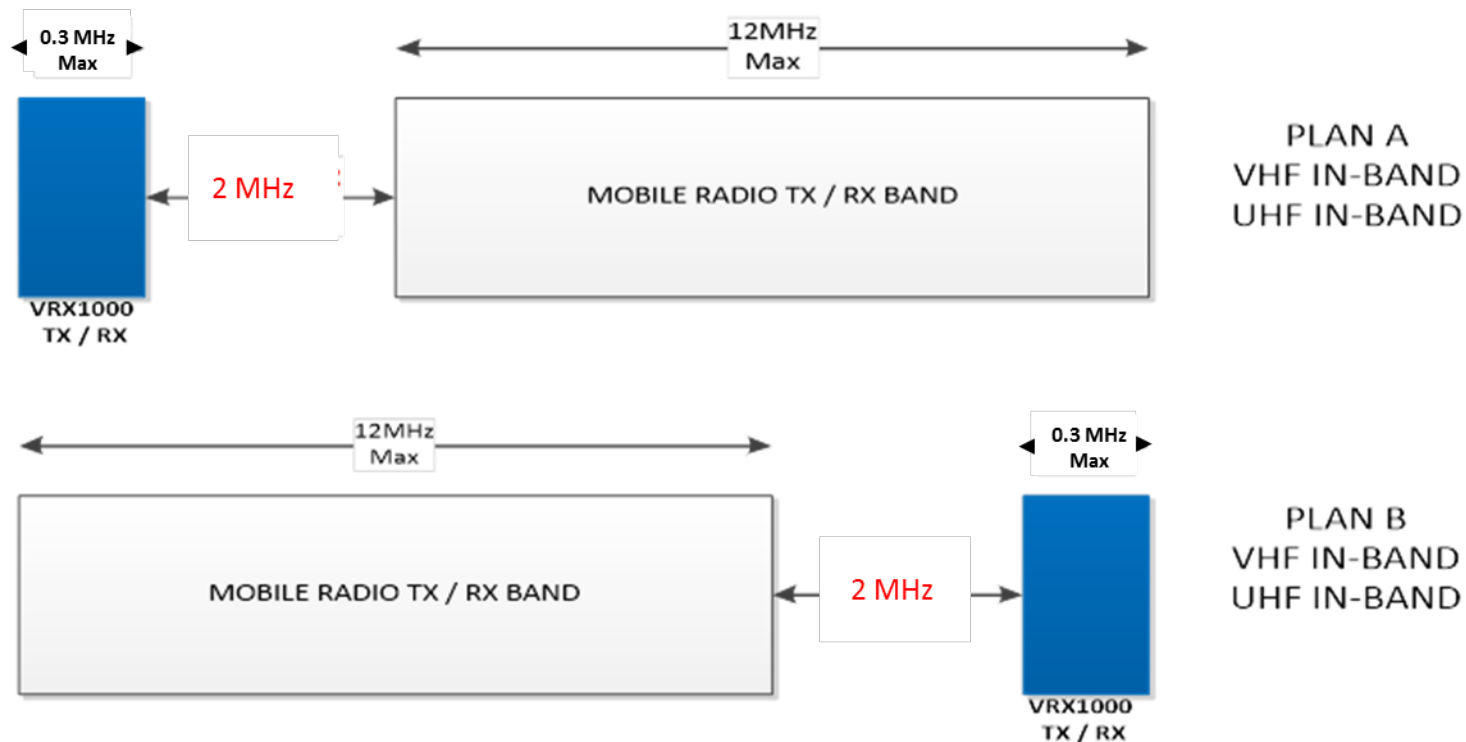 0.3 MHz
Max
12MHz
Max
2 MHz
MOBILE RADIO TX / RX BAND
PLAN A
VHF IN-BAND
UHF IN-BAND
VRX1000
TX / RX
12MHz
Max
0.3 MHz
Max
MOBILE RADIO TX / RX BAND
2 MHz
PLAN B
VHF IN-BAND
UHF IN-BAND
VRX1000
TX / RX